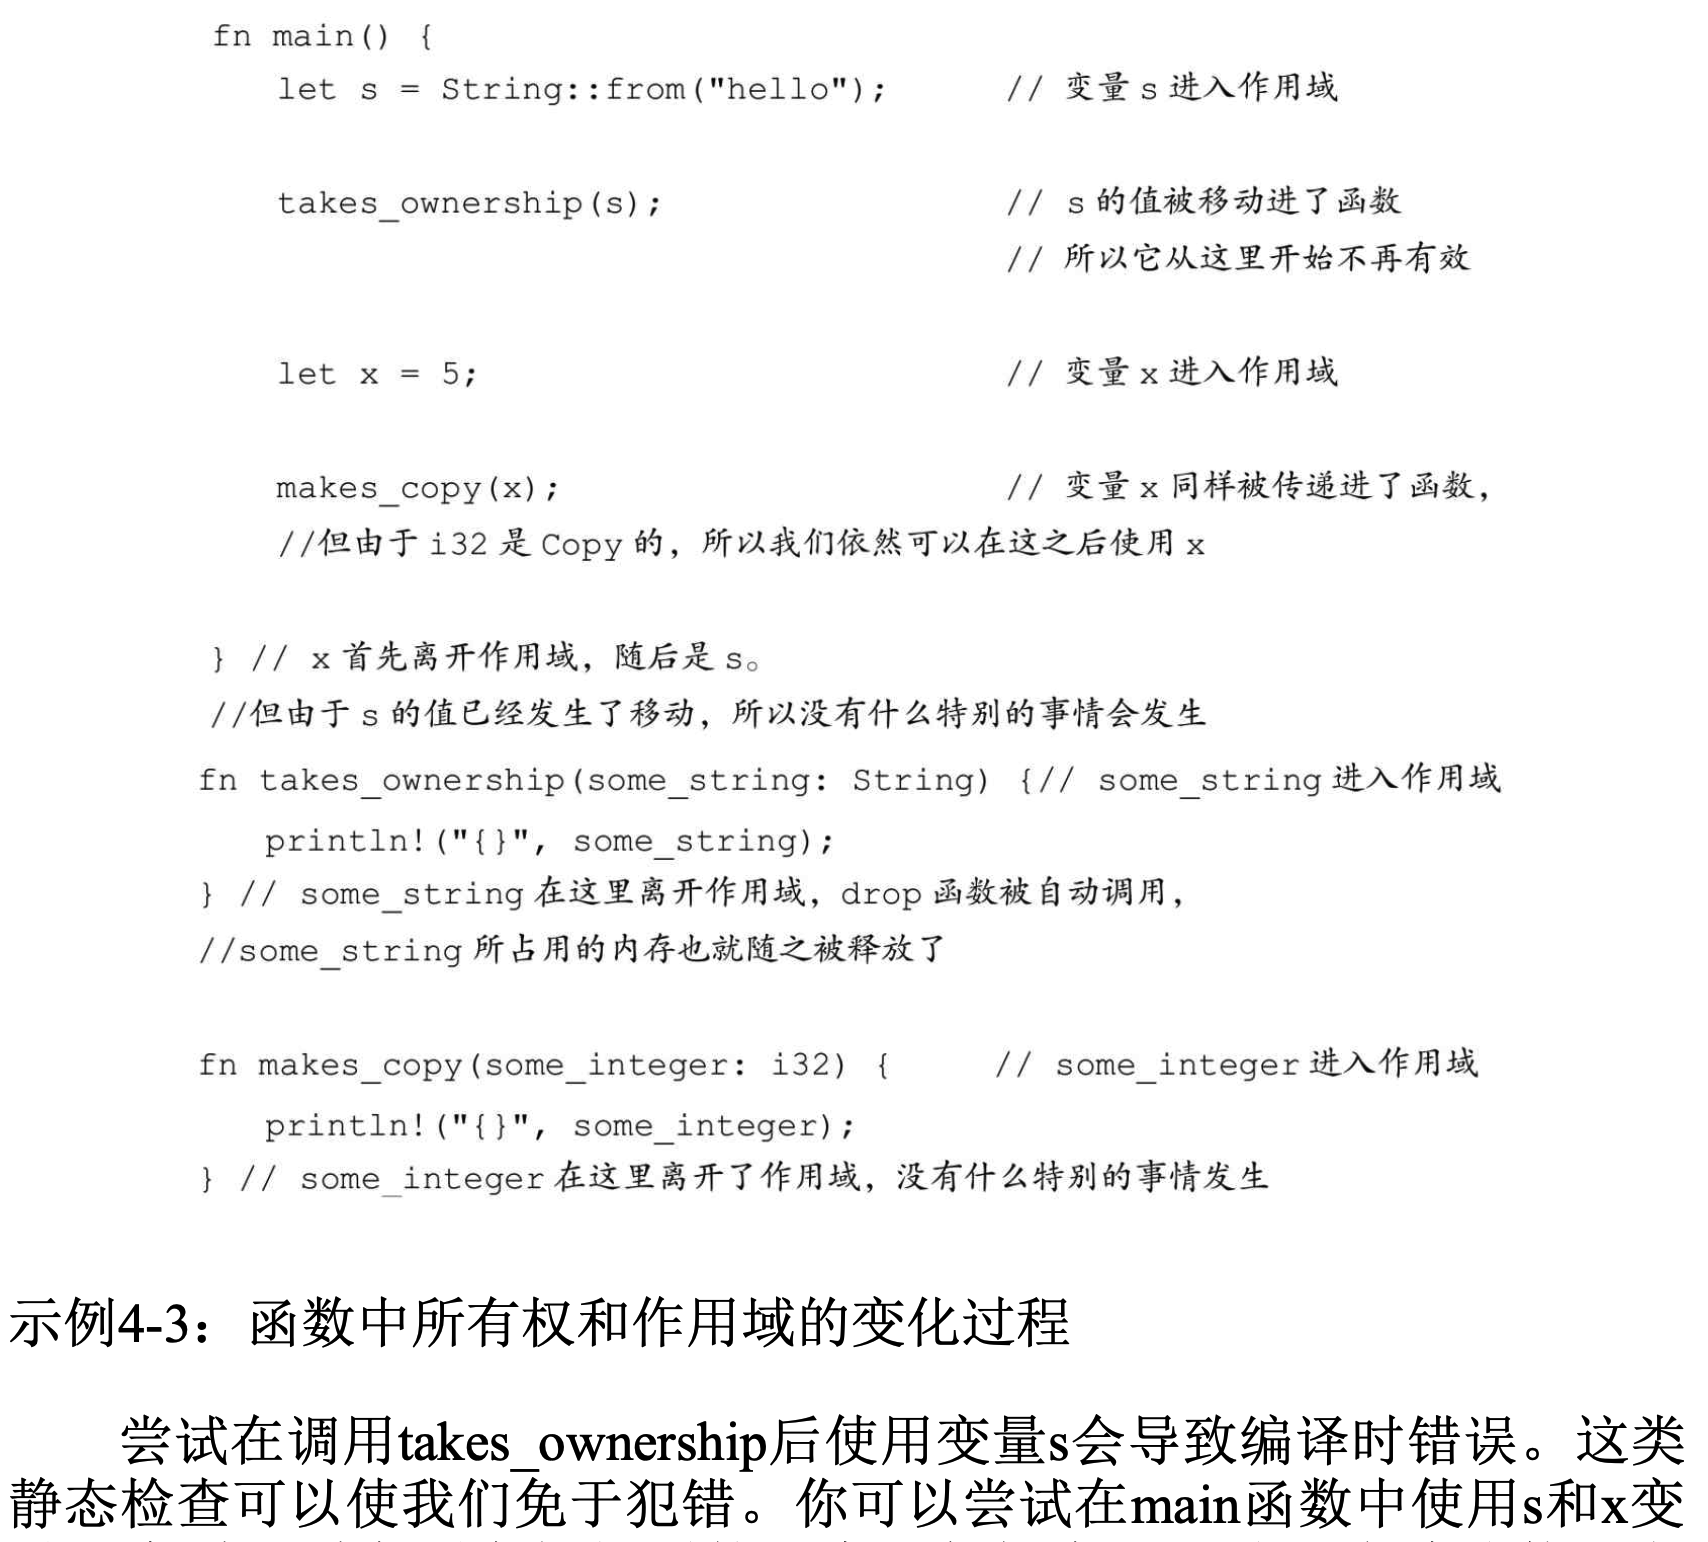 fn main() {
let s = String::from("hello"); // 变量 s 进入作用域
takes_ownership(s); // s 的值被移动进了函数
// 所以它从这里开始不再有效
let x = 5; // 变量 x 进入作用域
makes_copy(x); // 变量 x 同样被传递进了函数，
//但由于 i32 是 Copy 的，所以我们依然可以在这之后使用 x
} // x 首先离开作用域，随后是 s。
//但由于 s 的值已经发生了移动，所以没有什么特别的事情会发生
fn takes_ownership(some_string: String) {// some_string 进入作用域
println!("{}", some_string);
} // some_string 在这里离开作用域，drop 函数被自动调用，
//some_string 所占用的内存也就随之被释放了
fn makes_copy(some_integer: i32) { // some_integer 进入作用域
println!("{}", some_integer);
} // some_integer 在这里离开了作用域，没有什么特别的事情发生
示例4-3：函数中所有权和作用域的变化过程
尝试在调用takes_ownership后使用变量s会导致编译时错误。这类
静态检查可以使我们免于犯错。你可以尝试在main函数中使用s和x变